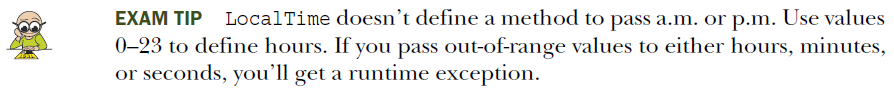 EXAM TIP LocalTime doesn't define a method to pass a.m. or p.m. Use values
0–23 to define hours. If you pass out-of-range values to either hours, minutes,
or seconds, you'll get a runtime exception.